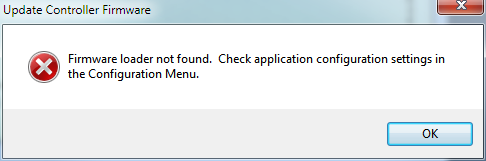 Update Controller Firmware
Firmware loader not found.  Check application configuration settings in
the Configuration Menu.
OK